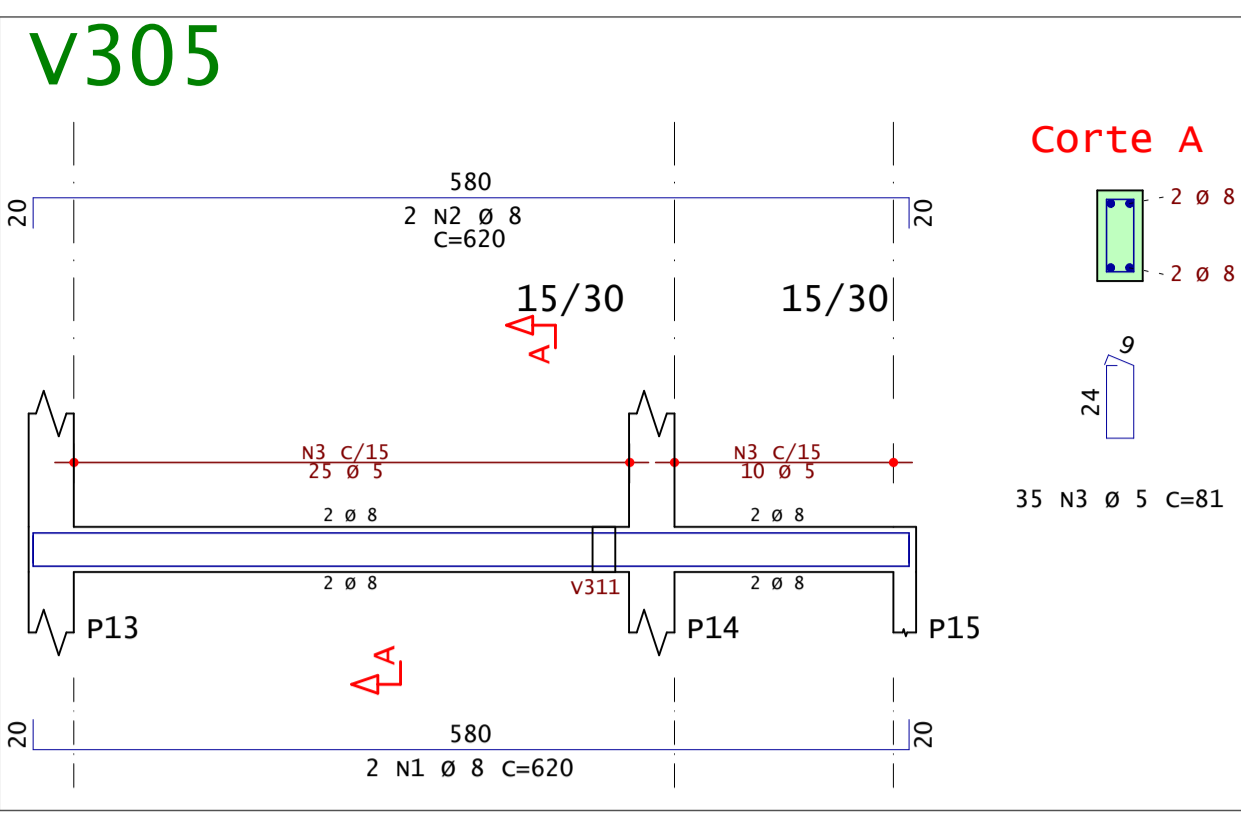 V305
Corte A
580
20
2 N2 Ø 8
C=620
20
2 Ø 8
2 Ø 8
15/30
15/30
A
9
24
N3 C/15
25 Ø 5
N3 C/15
10 Ø 5
35 N3 Ø 5 C=81
2 Ø 8
2 Ø 8
2 Ø 8
V311
2 Ø 8
P13
P14
P15
A
580
20
2 N1 Ø 8 C=620
20